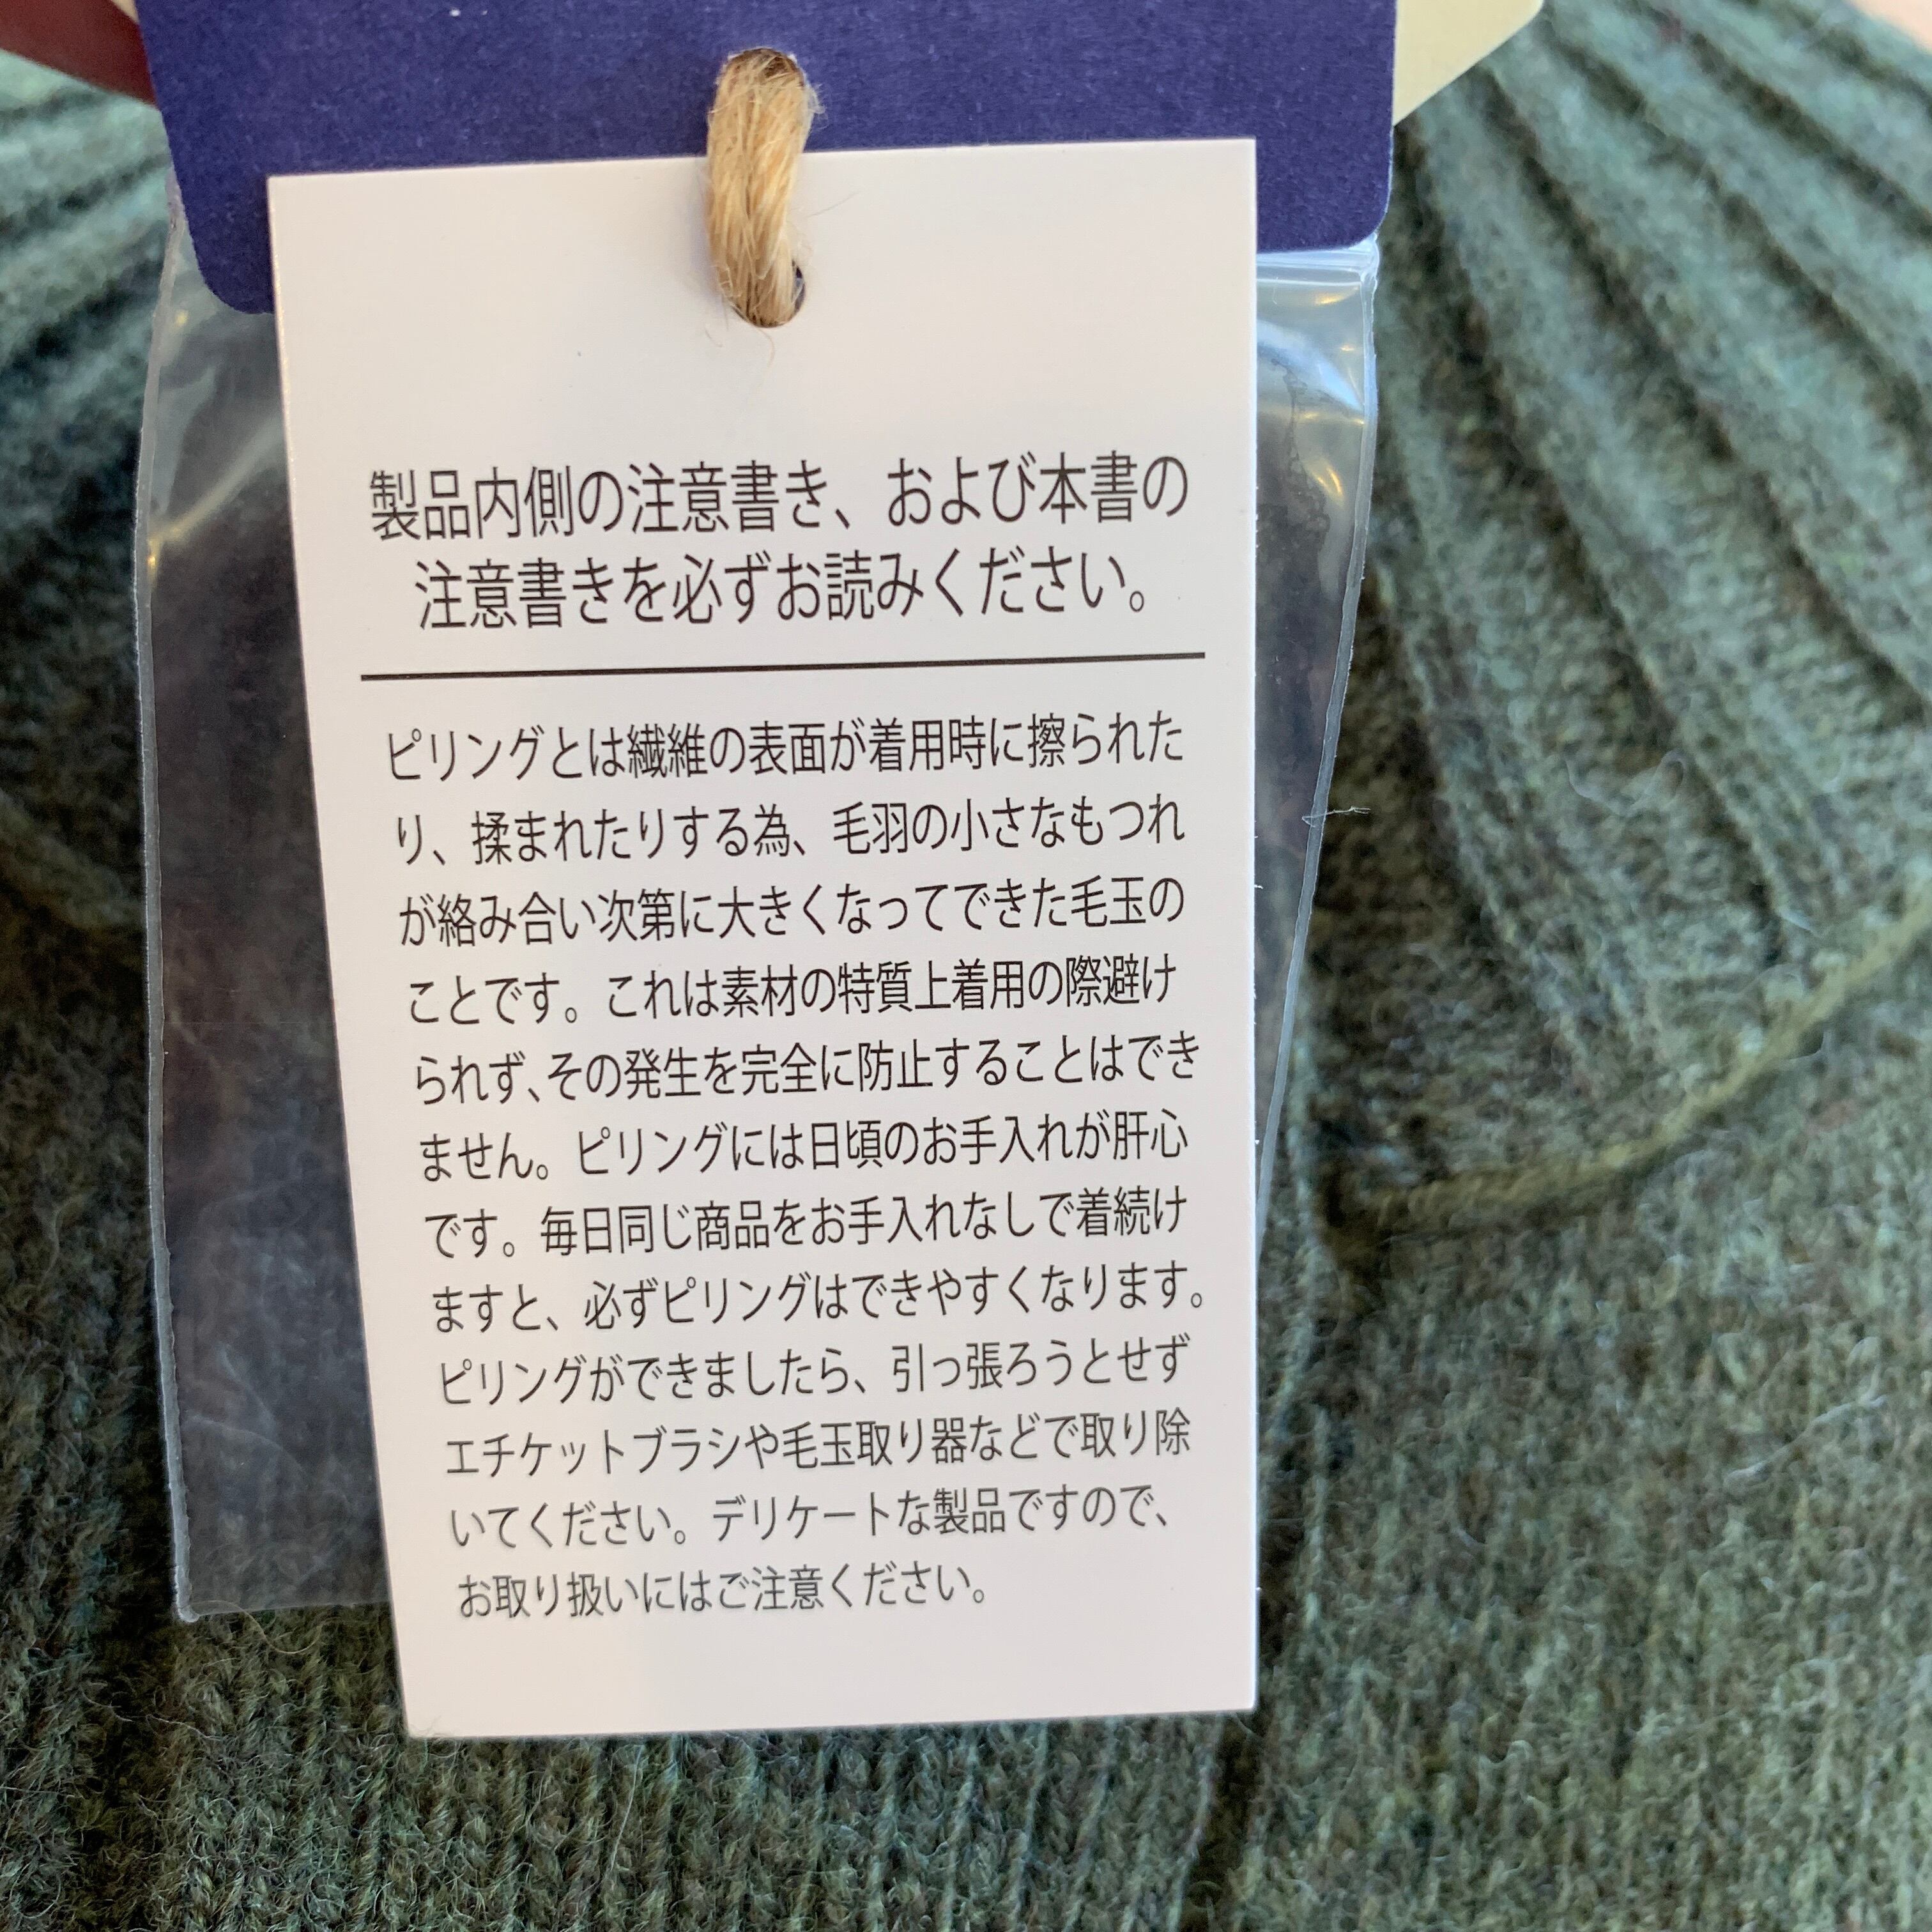 製品内側の注意書き、および本書の
注意書きを必ずお読みください。
ピリングとは繊維の表面が着用時に擦られた
り、揉まれたりする為、毛羽の小さなもつれ
が絡み合い次第に大きくなってできた毛玉の
ことです。これは素材の特質上着用の際避け
られず､その発生を完全に防止することはでき
ません。ピリングには日頃のお手入れが肝心
です。毎日同じ商品をお手入れなしで着続け
ますと、必ずピリングはできやすくなります。
ピリングができましたら、引っ張ろうとせず
エチケットブラシや毛玉取り器などで取り除
いてください。デリケートな製品ですので、
お取り扱いにはご注意ください。